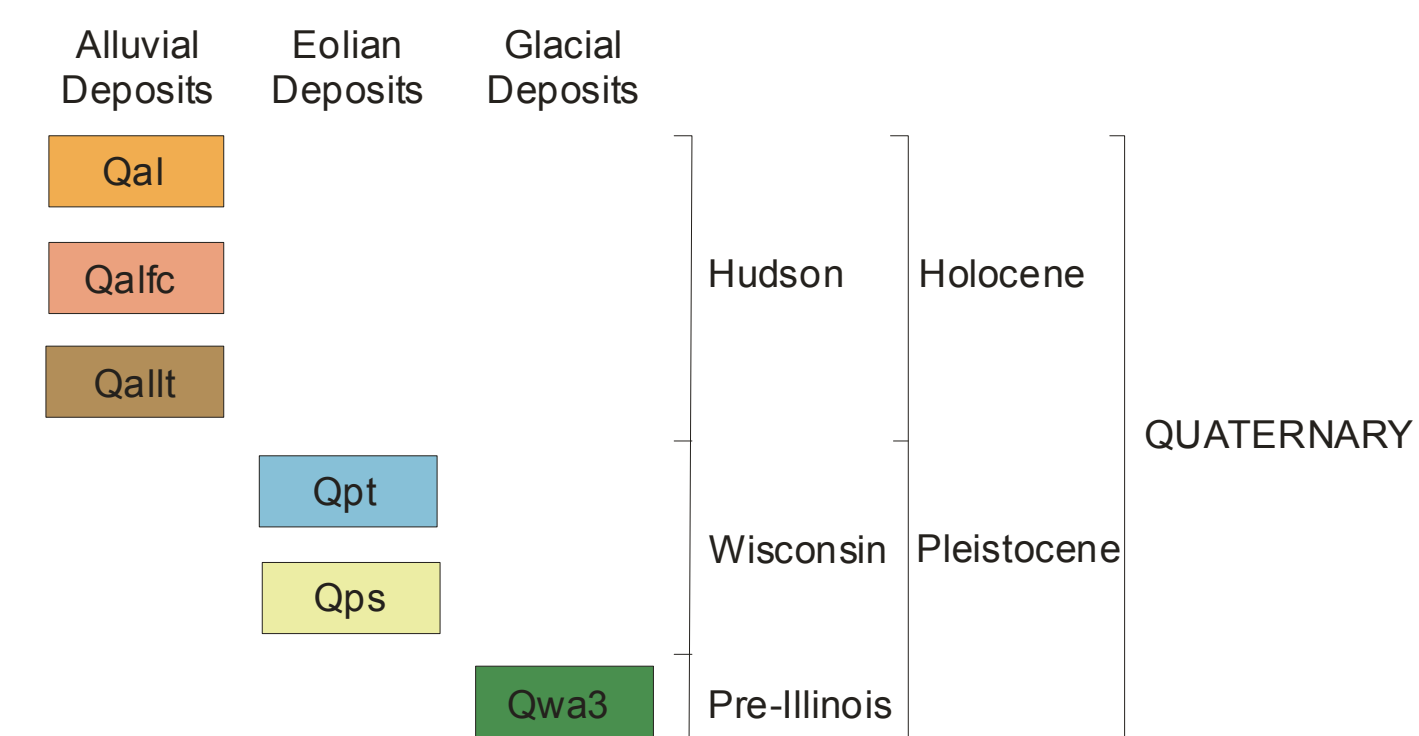 Alluvial
Deposits
Eolian
Deposits
Glacial
Deposits
Qal
Qalfc
Hudson
Holocene
Qallt
QUATERNARY
Qpt
Wisconsin
Pleistocene
Qps
Qwa3
Pre-Illinois